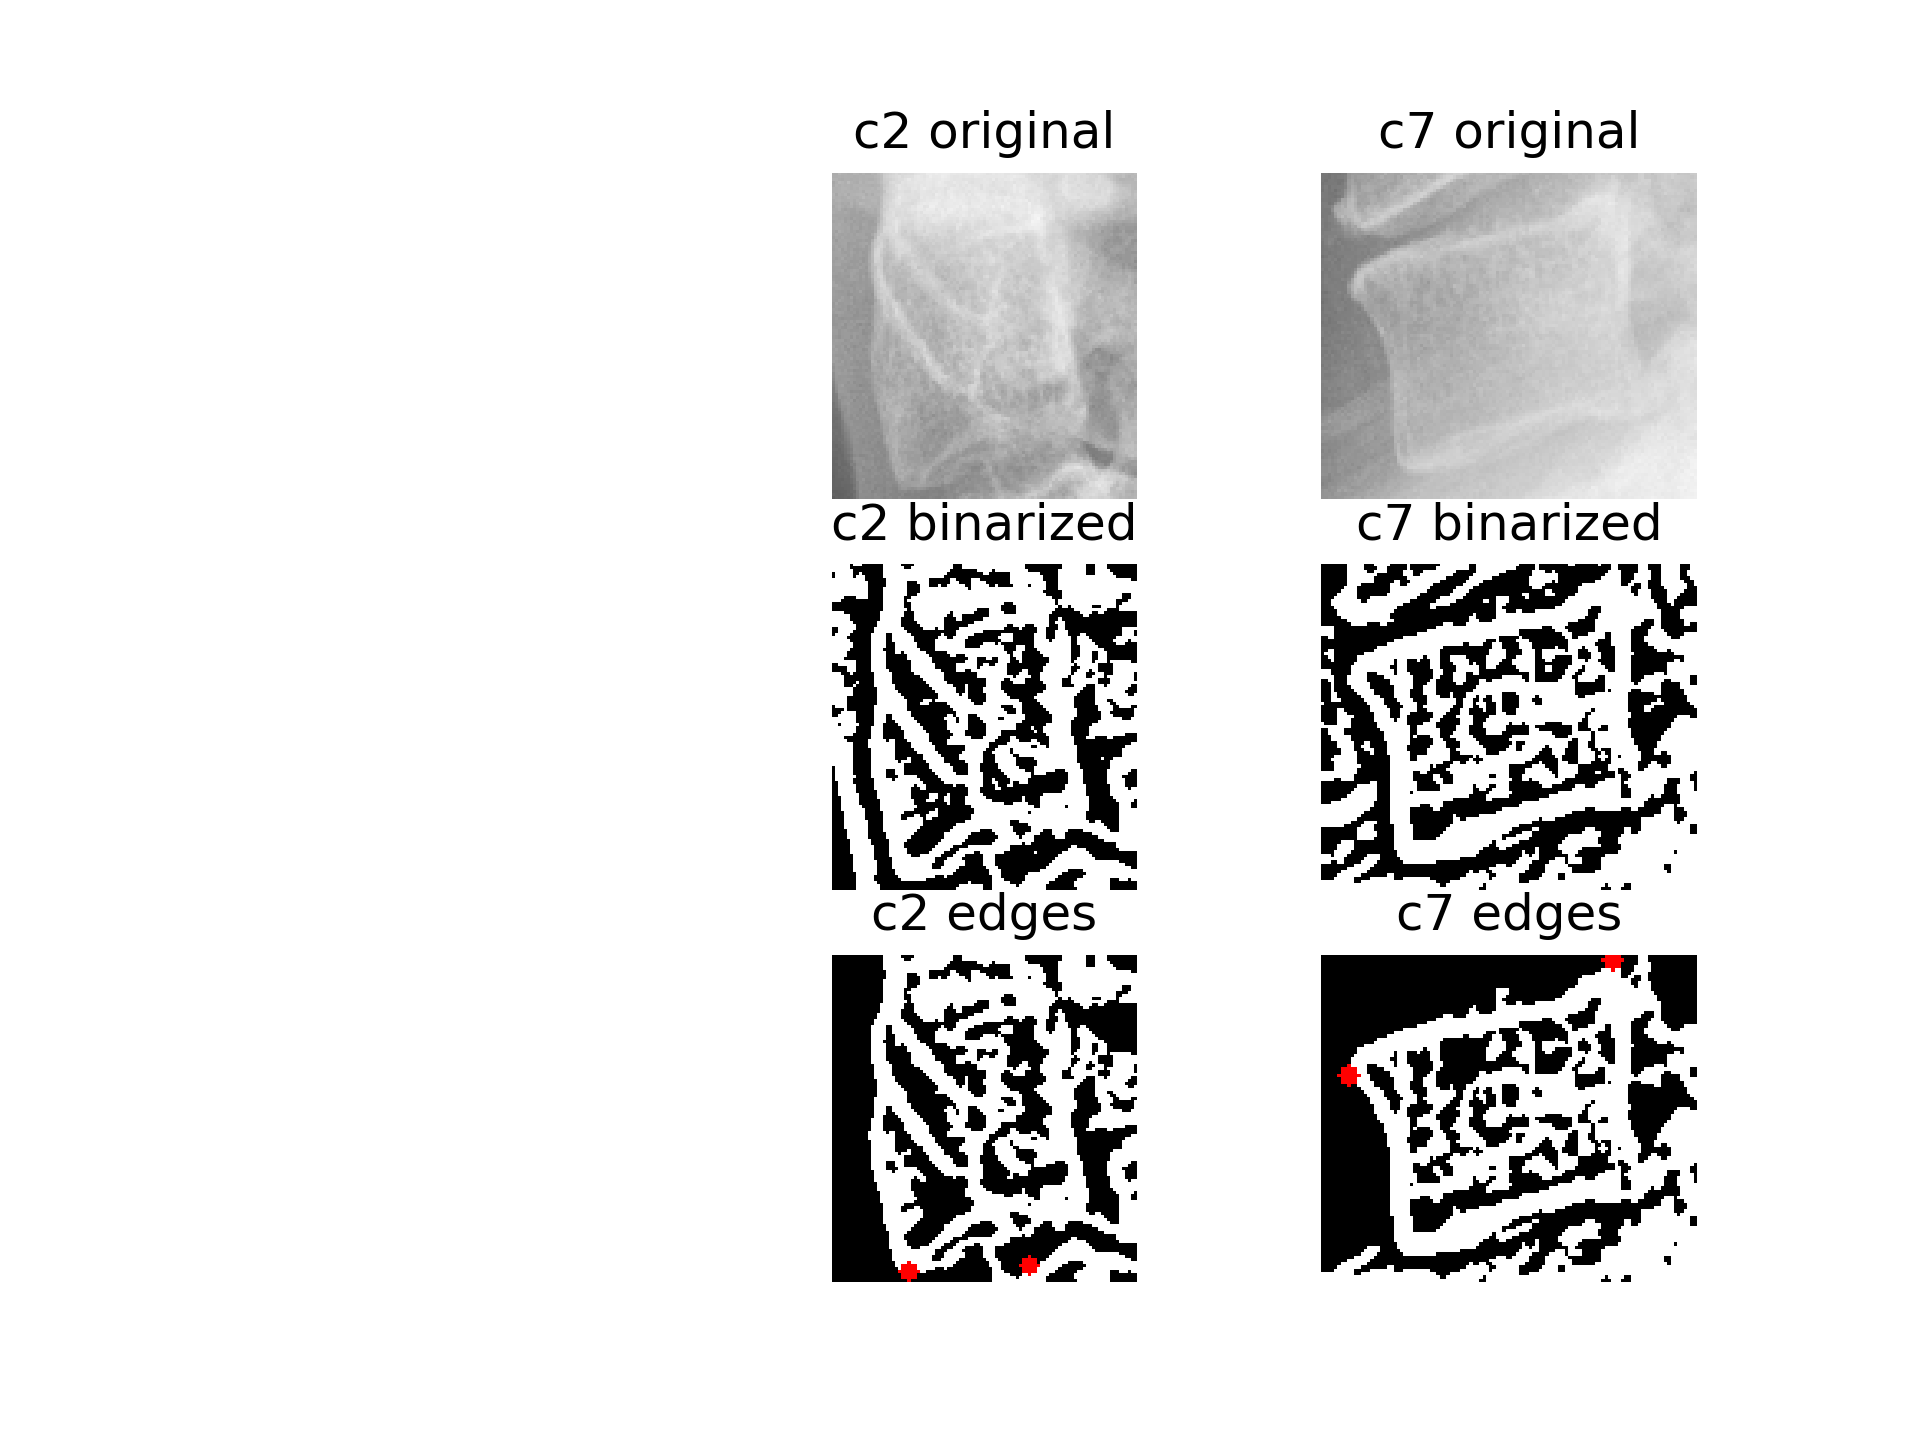 c2 original
c7 original
c2 binarized
c7 binarized
c2 edges
c7 edges